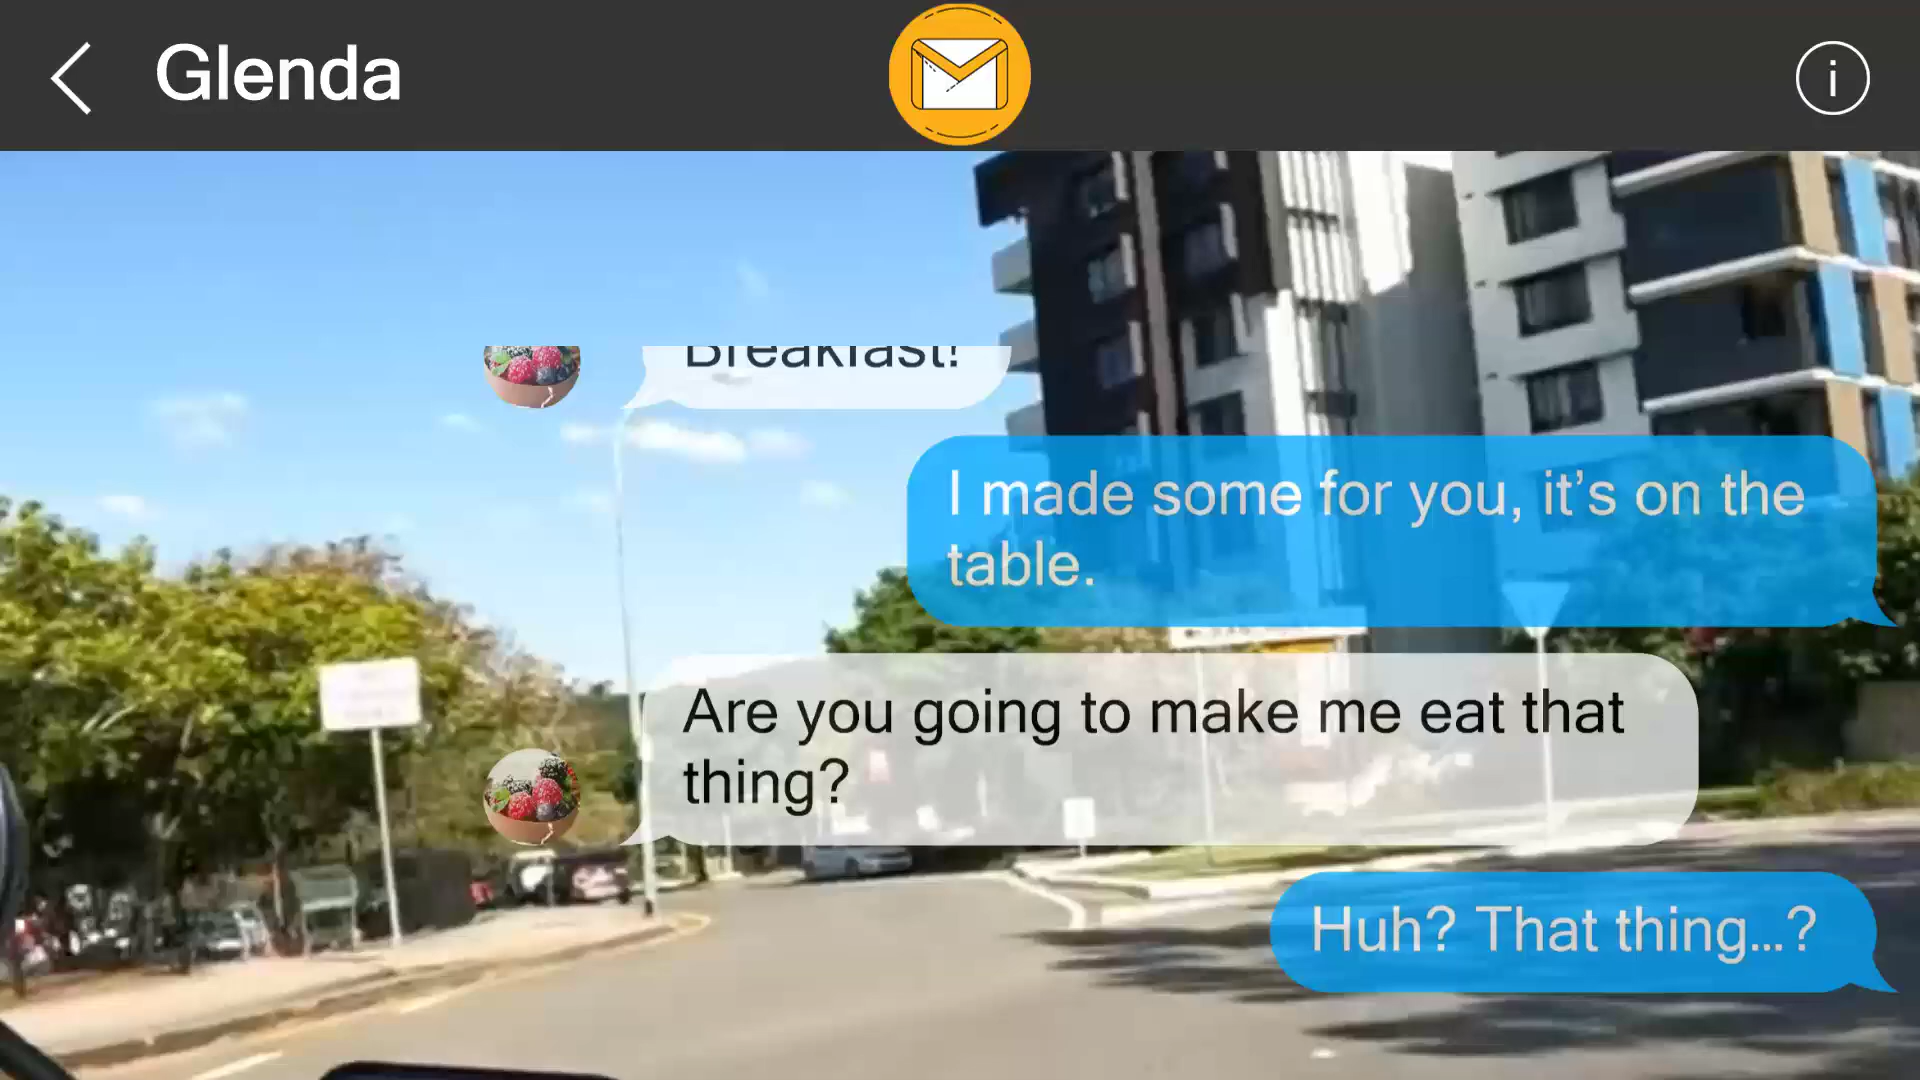 Glenda
Breakfast!
I made some for you, it’s on the
table.
Are you going to make me eat that
thing?
Huh? That thing...?